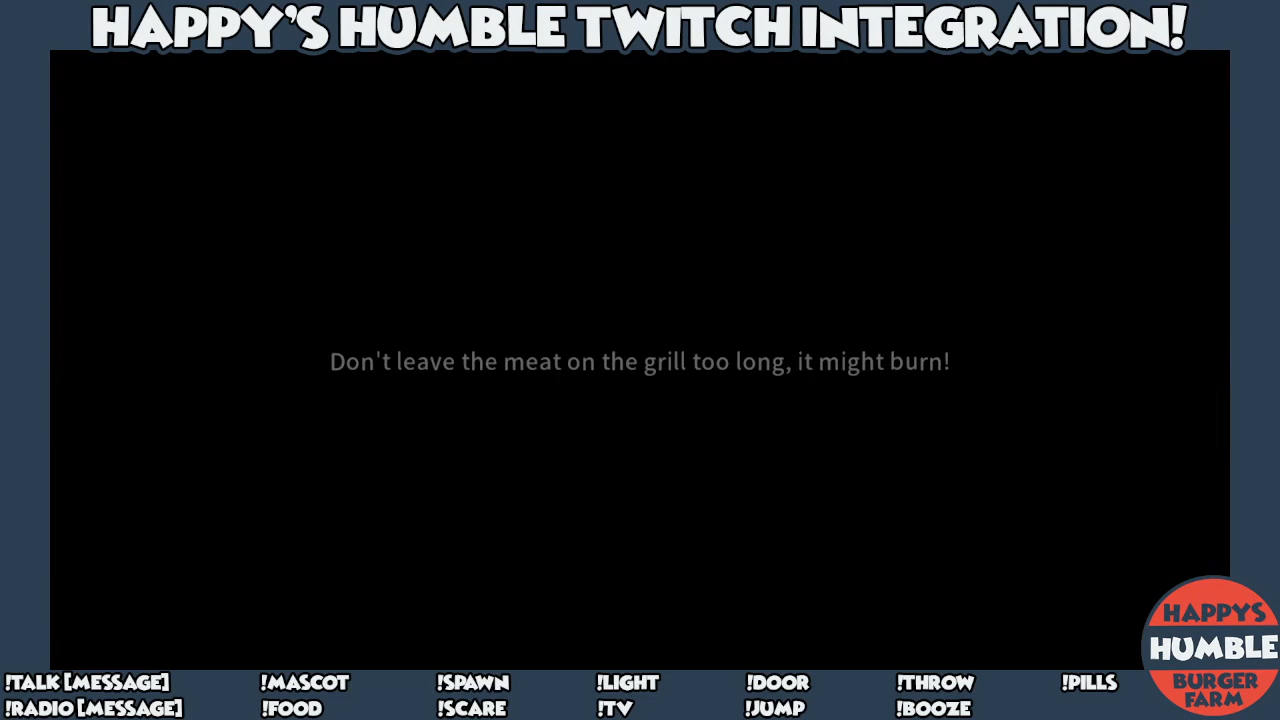 HAPPY'S HUMBLE TWITCH INTEGRATION!
Don't leave the meat on the grill too long, it might burn!
HAPPYS
HUMBLE
BURGER
FARM
!TALK [MESSAGE] !MASCOT !SPAWN !LIGHT !DOOR !THROW !PILLS
!RADIO [MESSAGE] !FOOD !SCARE !TV !JUMP !BOOZE